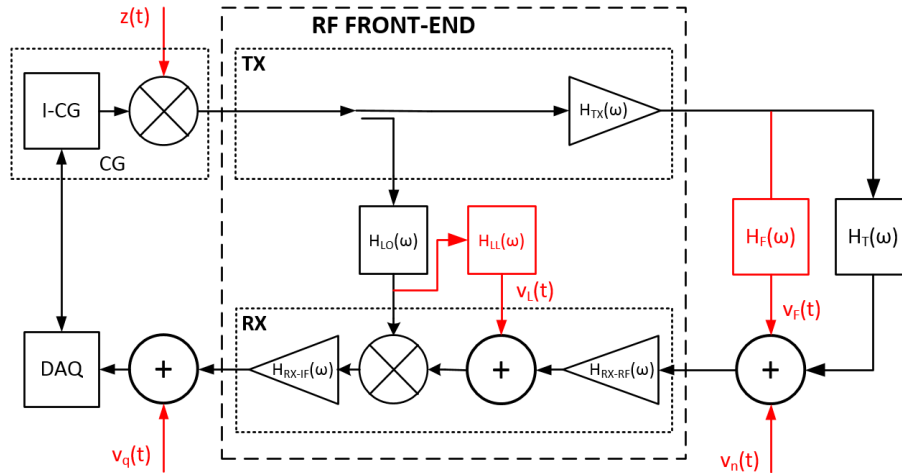 z(t)
RF FRONT-END
TX
I-CG
CG
H_TX(ω)
H_LO(ω)
H_LL(ω)
H_F(ω)
H_T(ω)
v_L(t)
v_F(t)
RX
DAQ
+
H_RX-IF(ω)
+
H_RX-RF(ω)
+
v_q(t)
v_n(t)